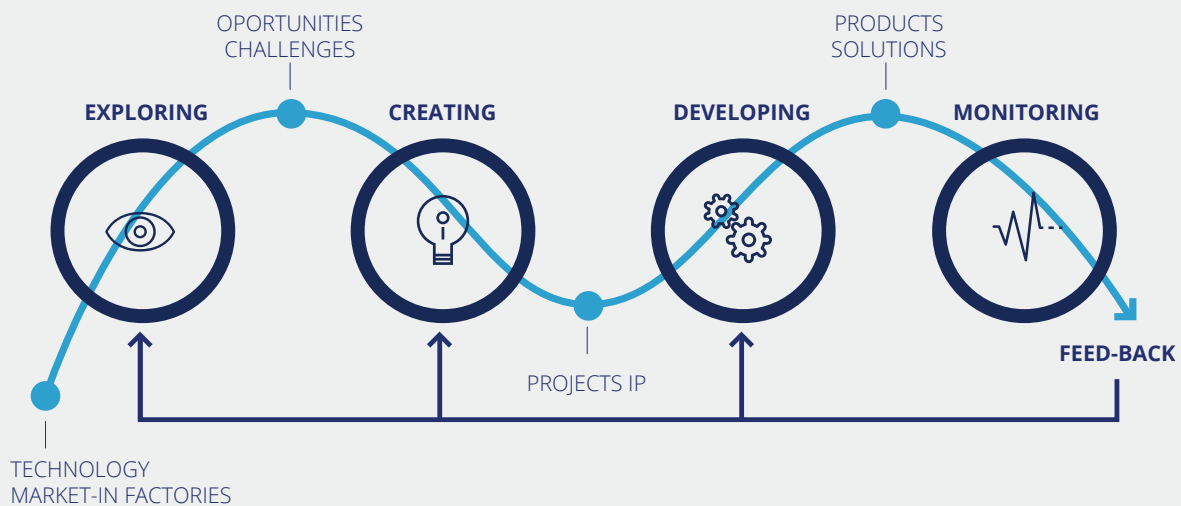 OPORTUNITIES
CHALLENGES
PRODUCTS
SOLUTIONS
EXPLORING
CREATING
DEVELOPING
MONITORING
FEED-BACK
PROJECTS IP
TECHNOLOGY
MARKET-IN FACTORIES